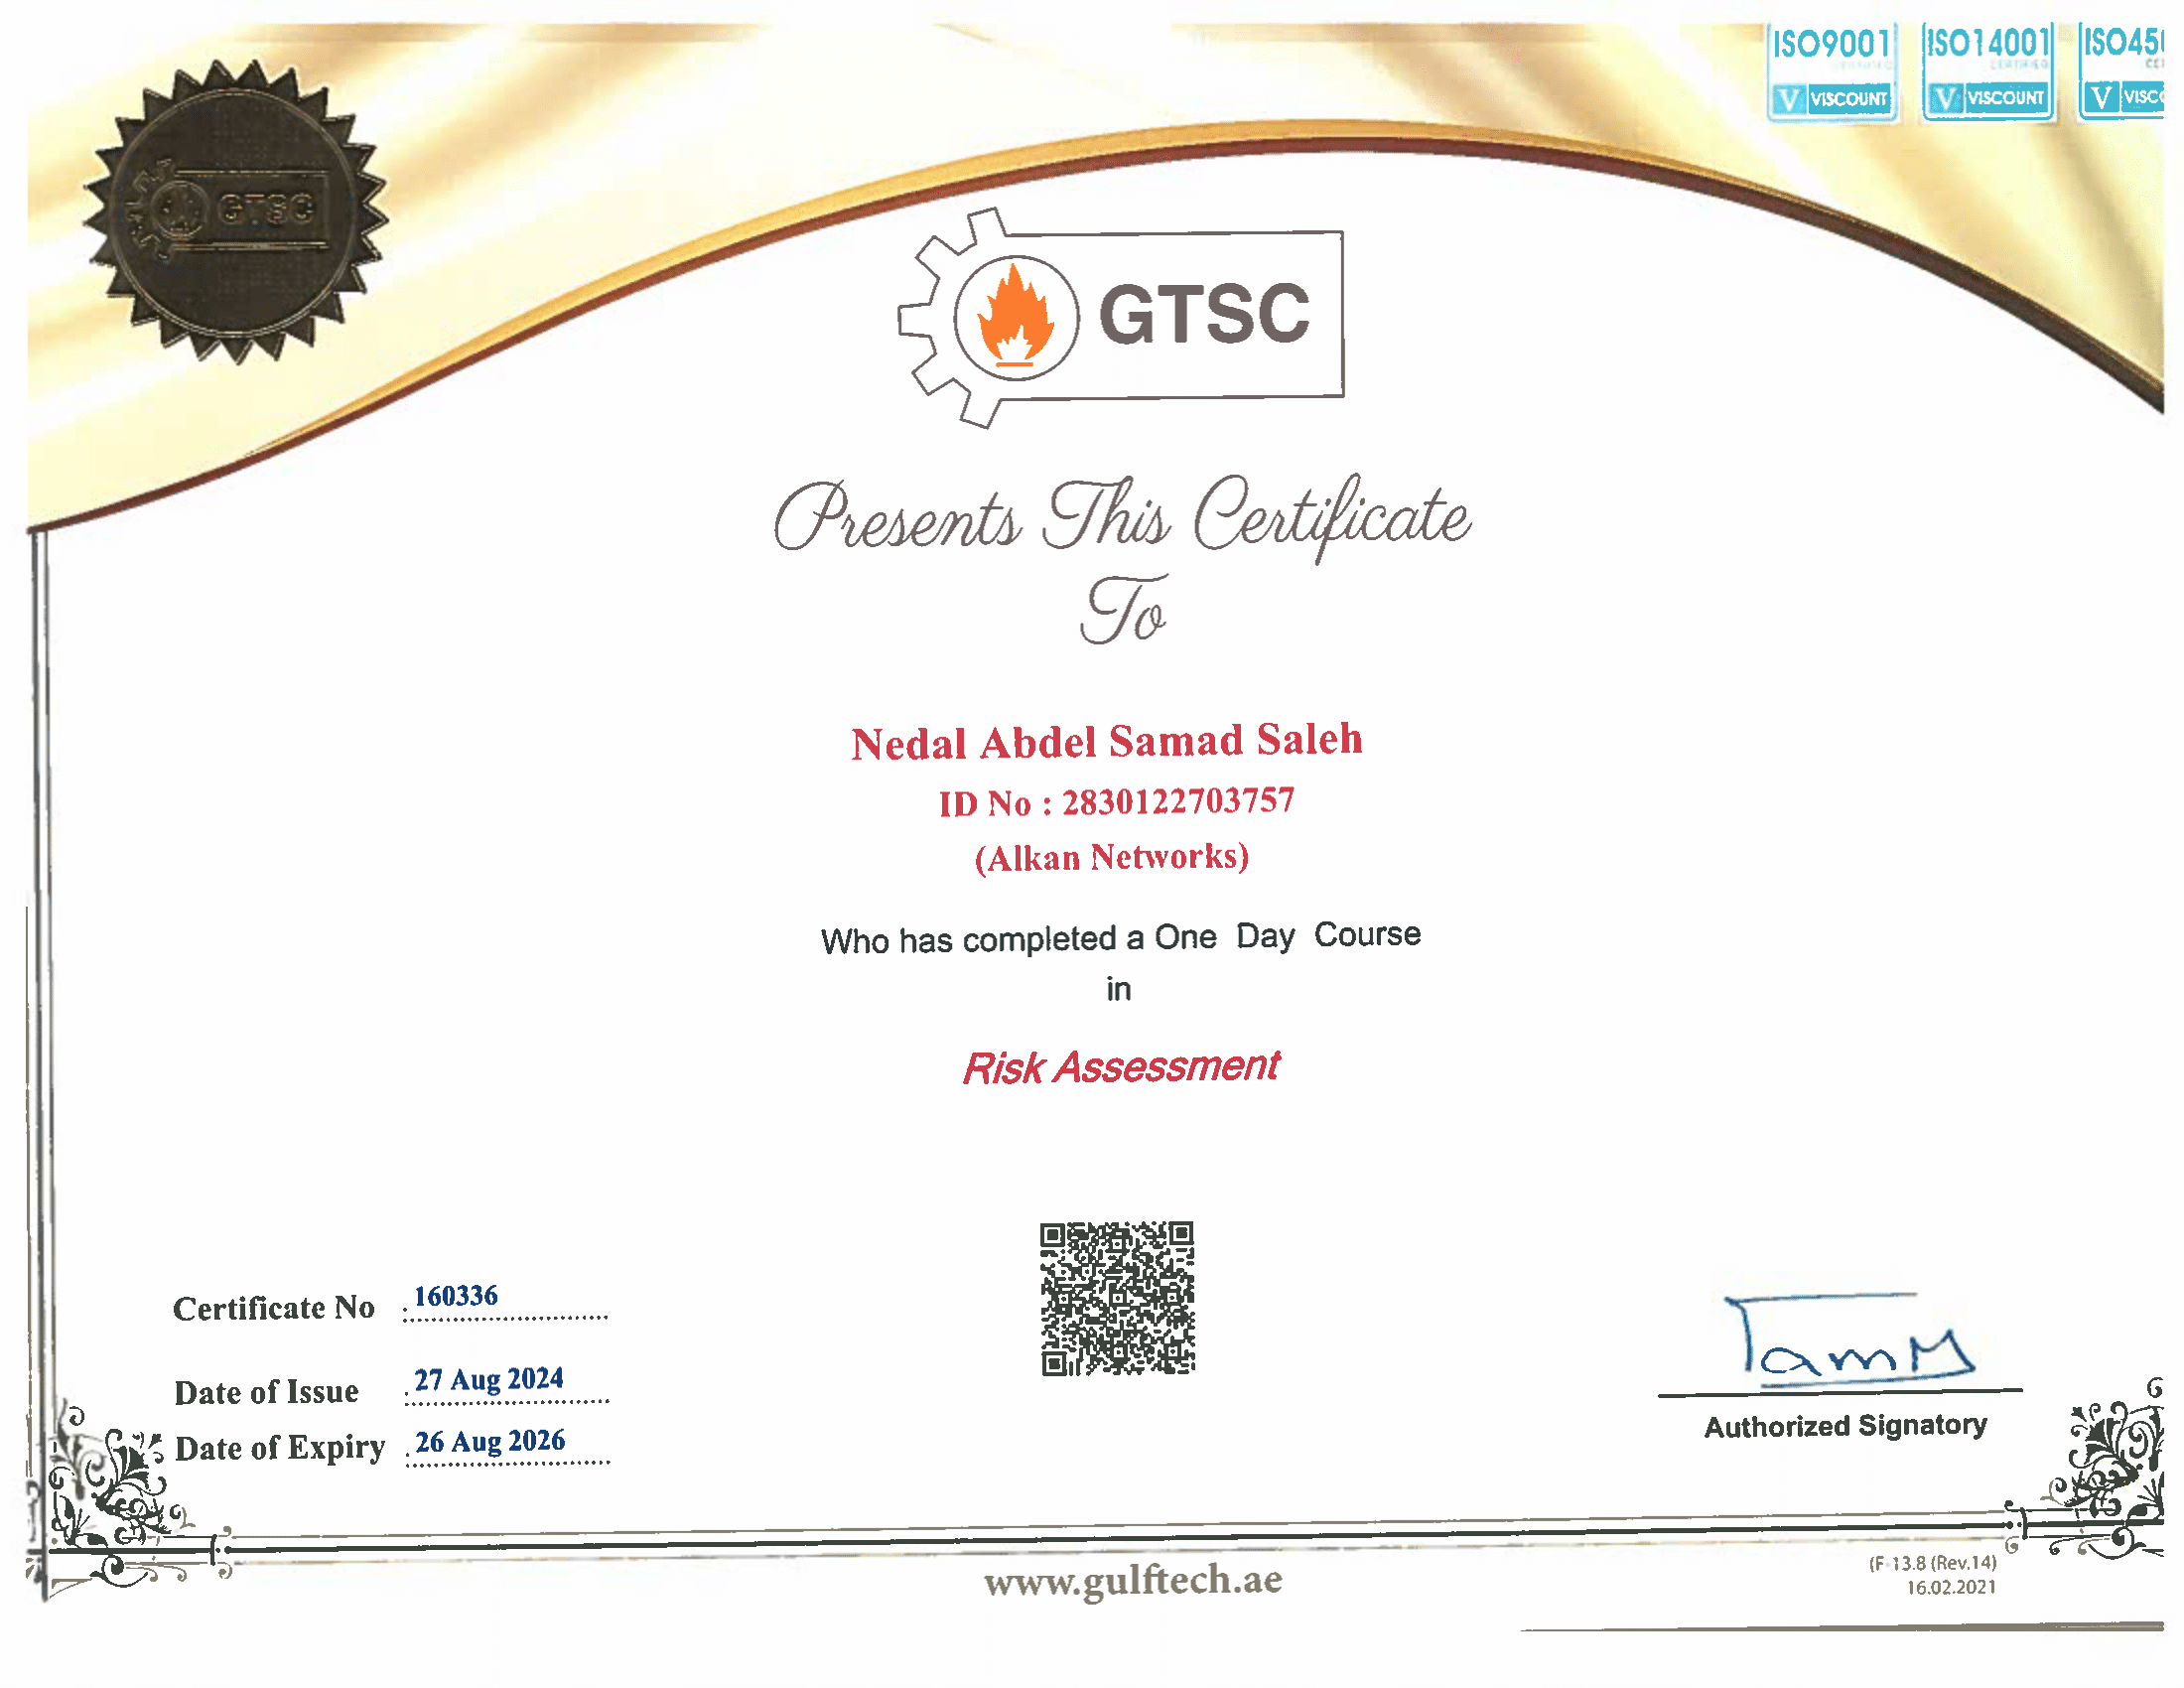 ISO9001 ISO14001 ISO45
CERTIFIED
V VISCOUNT V VISCOUNT V VISC
GTSC
GTSC
Presents This Certificate
To
Nedal Abdel Samad Saleh
ID No : 2830122703757
(Alkan Networks)
Who has completed a One Day Course
in
Risk Assessment
Certificate No : 160336
Date of Issue : 27 Aug 2024
Date of Expiry : 26 Aug 2026
Authorized Signatory
www.gulftech.ae
(F-13.8 (Rev.14)
16.02.2021